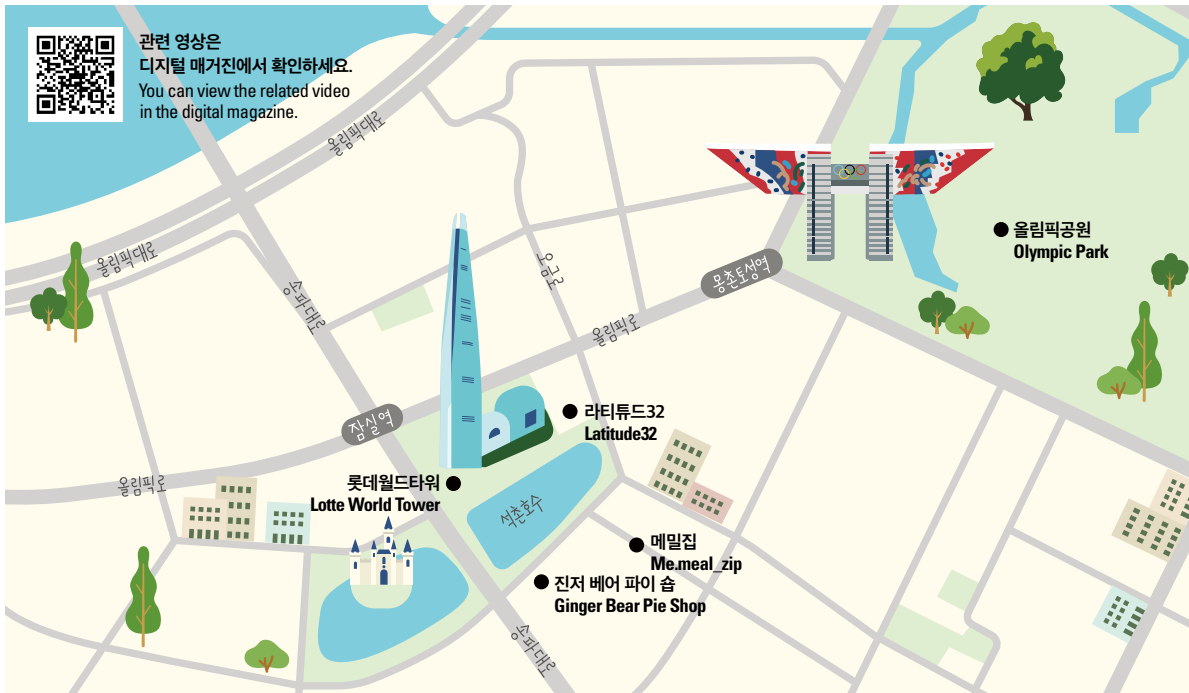 관련 영상은
디지털 매거진에서 확인하세요.
You can view the related video
in the digital magazine.
올림픽대로
올림픽대로
송파대로
오금로
몽촌토성역
올림픽로
올림픽공원
Olympic Park
잠실역
라티튜드32
Latitude32
올림픽로
롯데월드타워
Lotte World Tower
석촌호수
메밀집
Me.meal_zip
진저 베어 파이 숍
Ginger Bear Pie Shop
송파대로